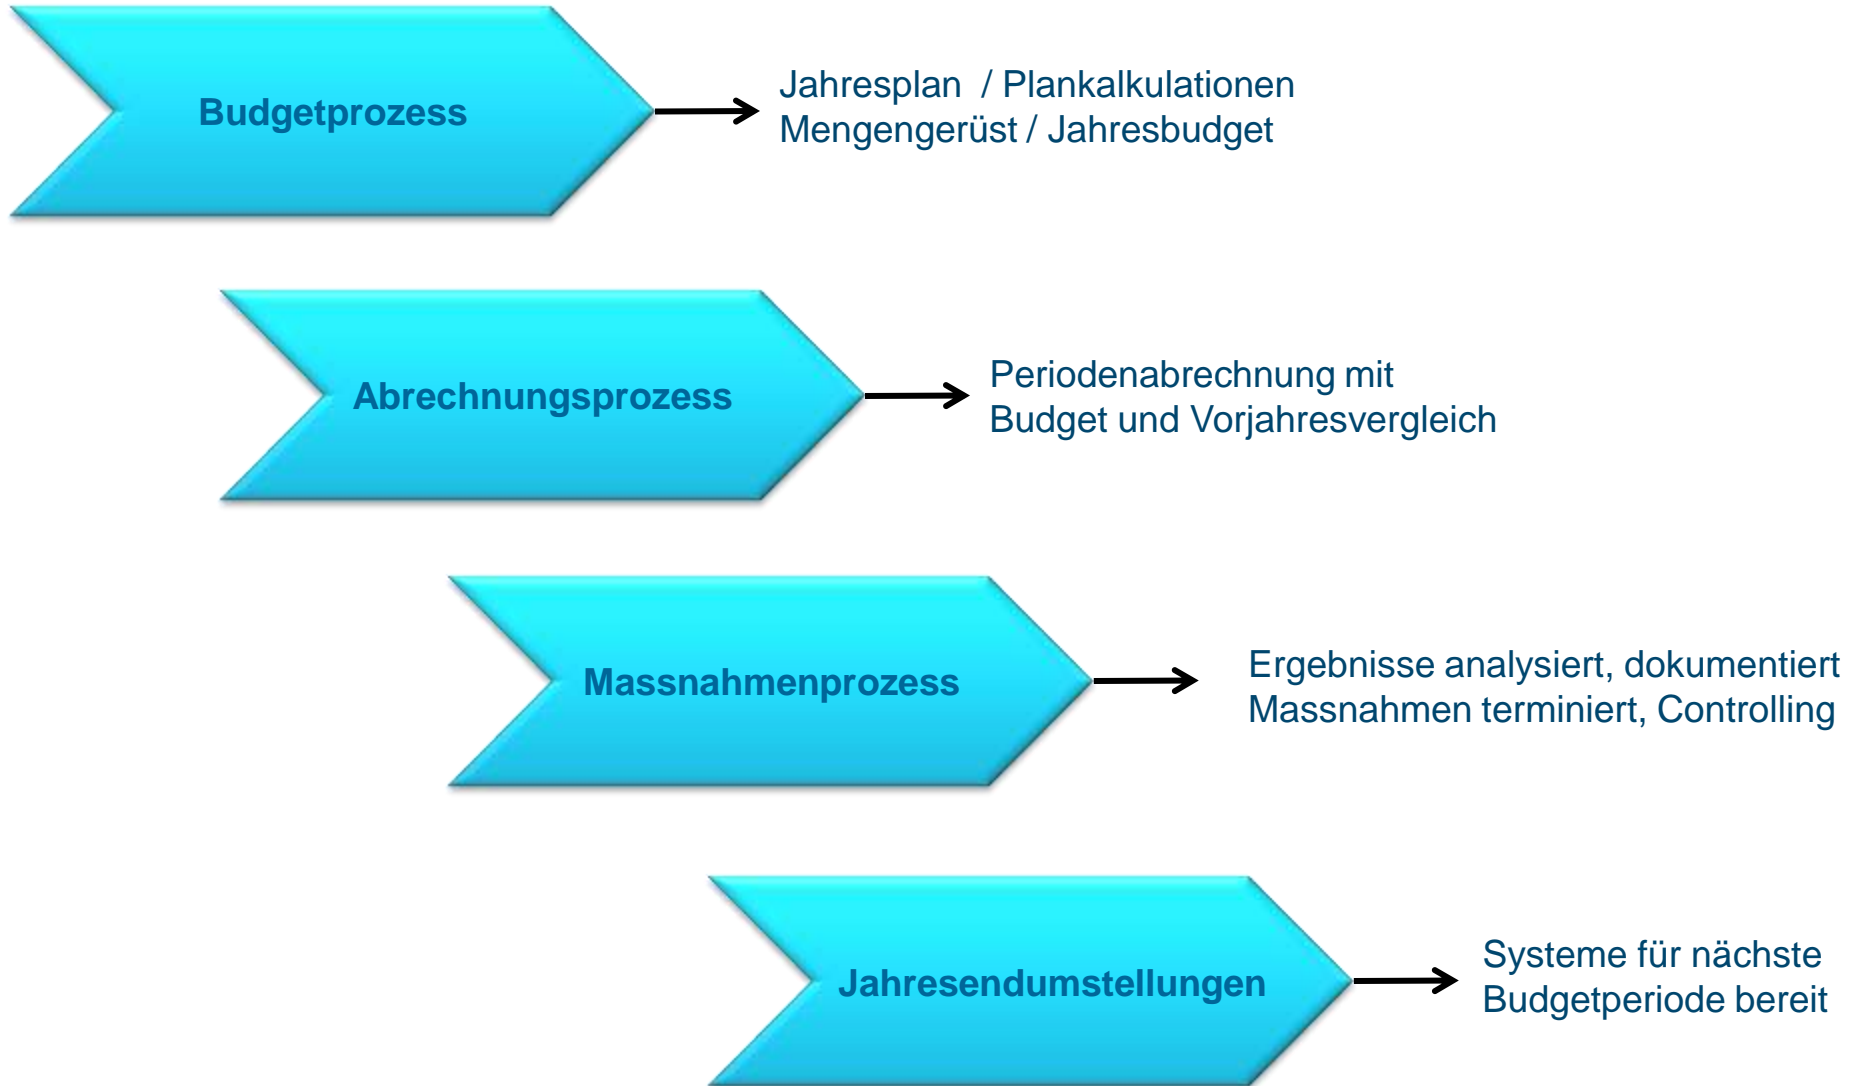 Budgetprozess
Jahresplan / Plankalkulationen
Mengengerüst / Jahresbudget
Abrechnungsprozess
Periodenabrechnung mit
Budget und Vorjahresvergleich
Massnahmenprozess
Ergebnisse analysiert, dokumentiert
Massnahmen terminiert, Controlling
Jahresendumstellungen
Systeme für nächste
Budgetperiode bereit